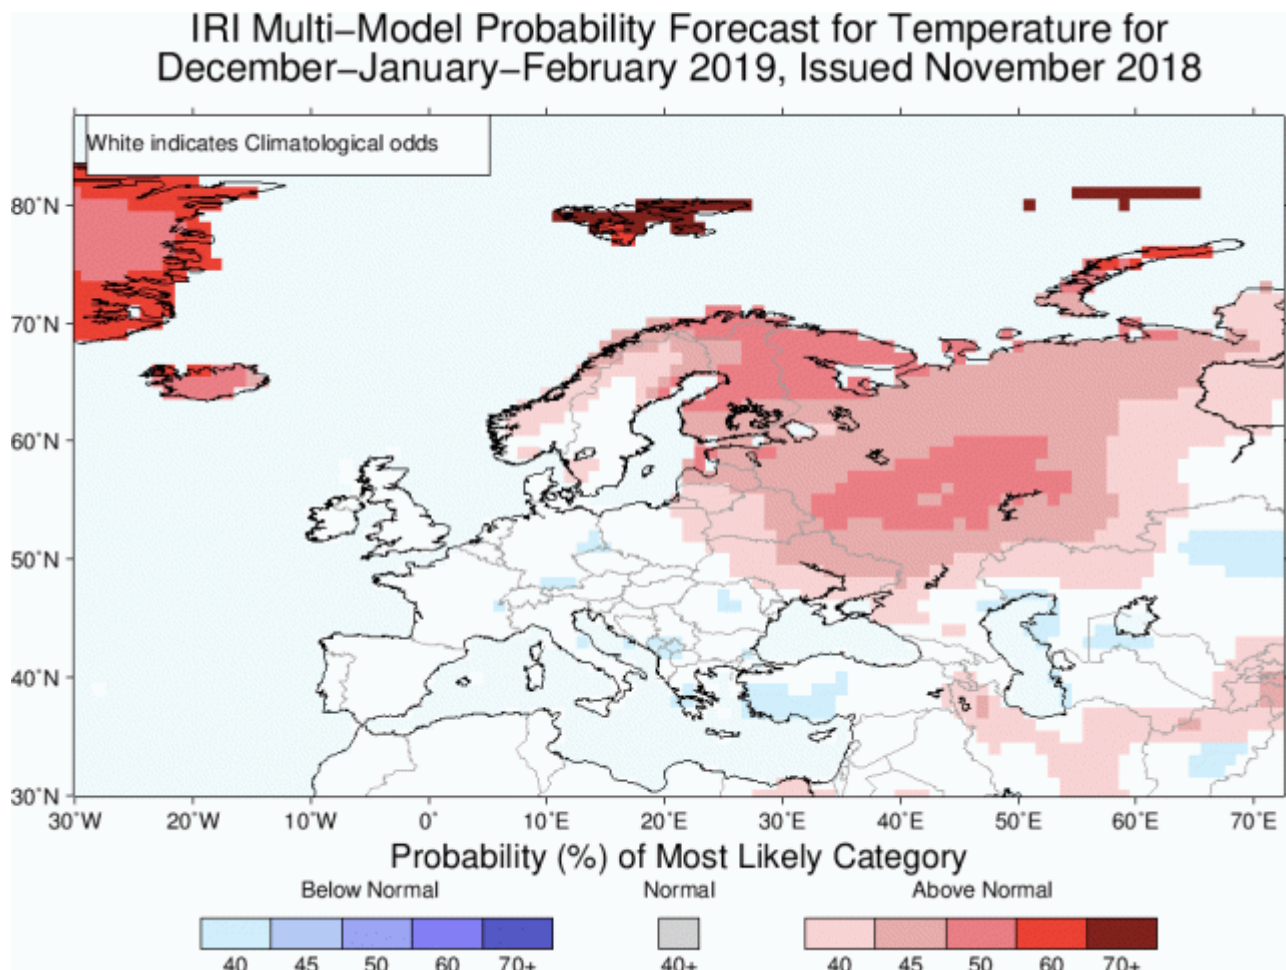 IRI Multi-Model Probability Forecast for Temperature for
December-January-February 2019, Issued November 2018
White indicates Climatological odds
80˚N
70˚N
60˚N
50˚N
40˚N
30˚N
30˚W 20˚W 10˚W 0˚ 10˚E 20˚E 30˚E 40˚E 50˚E 60˚E 70˚E
Probability (%) of Most Likely Category
Below Normal Normal Above Normal
40 45 50 60 70+ 40+ 40 45 50 60 70+